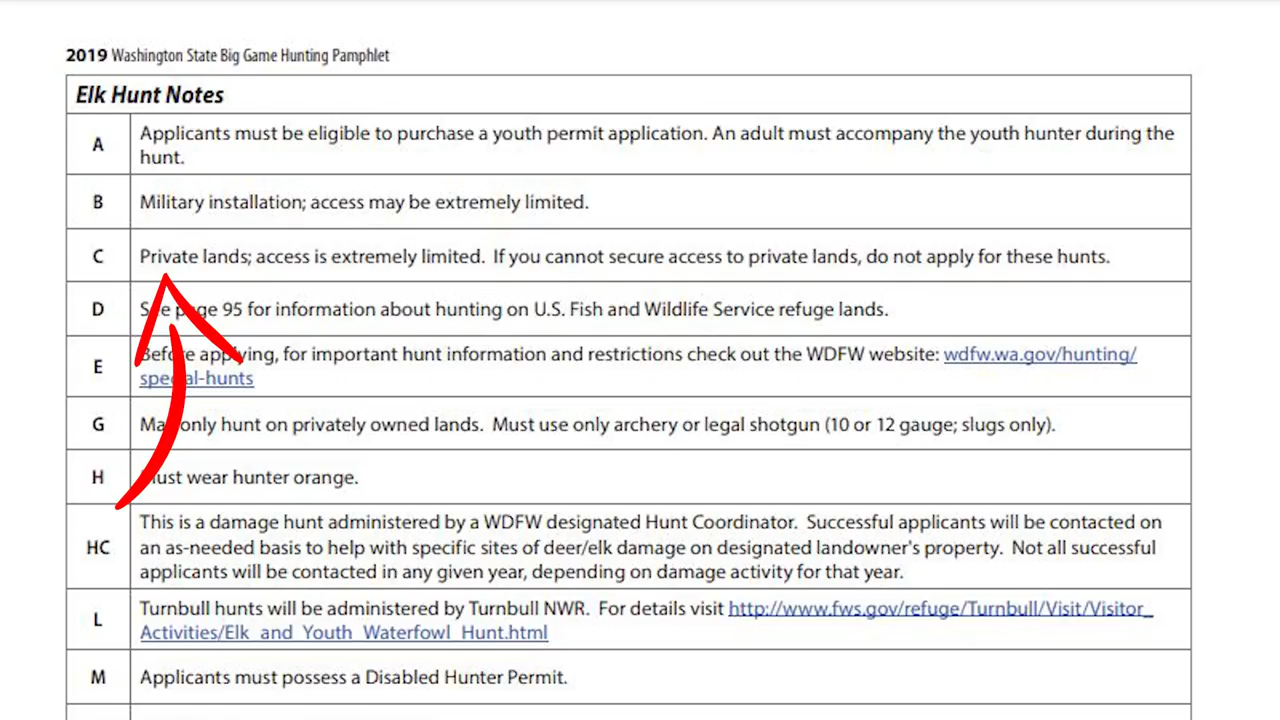 2019 Washington State Big Game Hunting Pamphlet
Elk Hunt Notes
A
Applicants must be eligible to purchase a youth permit application. An adult must accompany the youth hunter during the
hunt.
B
Military installation; access may be extremely limited.
C
Private lands; access is extremely limited. If you cannot secure access to private lands, do not apply for these hunts.
D
See page 95 for information about hunting on U.S. Fish and Wildlife Service refuge lands.
E
Before applying, for important hunt information and restrictions check out the WDFW website: wdfw.wa.gov/hunting/
special-hunts
G
May only hunt on privately owned lands. Must use only archery or legal shotgun (10 or 12 gauge; slugs only).
H
Must wear hunter orange.
HC
This is a damage hunt administered by a WDFW designated Hunt Coordinator. Successful applicants will be contacted on
an as-needed basis to help with specific sites of deer/elk damage on designated landowner's property. Not all successful
applicants will be contacted in any given year, depending on damage activity for that year.
L
Turnbull hunts will be administered by Turnbull NWR. For details visit http://www.fws.gov/refuge/Turnbull/Visit/Visitor_
Activities/Elk_and_Youth_Waterfowl_Hunt.html
M
Applicants must possess a Disabled Hunter Permit.